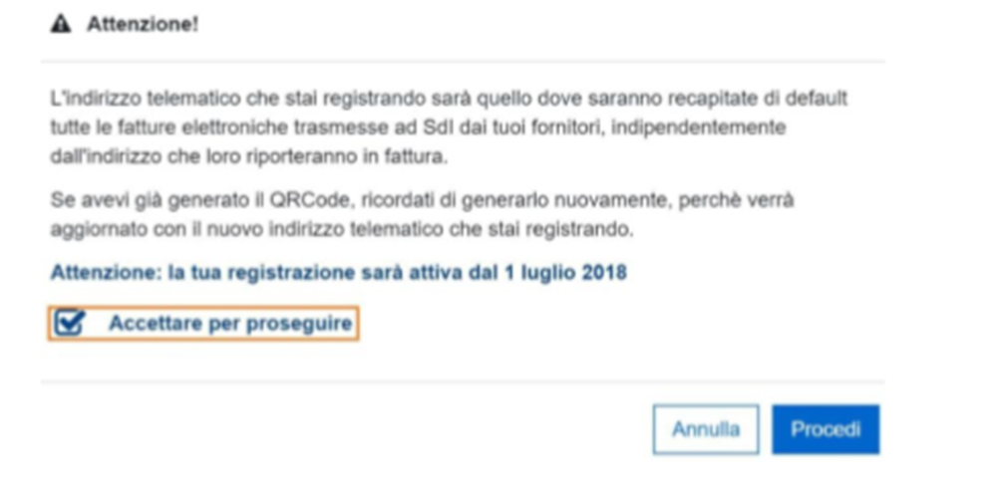 Attenzione!
L'indirizzo telematico che stai registrando sarà quello dove saranno recapitate di default
tutte le fatture elettroniche trasmesse ad SdI dai tuoi fornitori, indipendentemente
dall'indirizzo che loro riporteranno in fattura.
Se avevi già generato il QRCode, ricordati di generarlo nuovamente, perchè verrà
aggiornato con il nuovo indirizzo telematico che stai registrando.
Attenzione: la tua registrazione sarà attiva dal 1 luglio 2018
Accettare per proseguire
Annulla Procedi